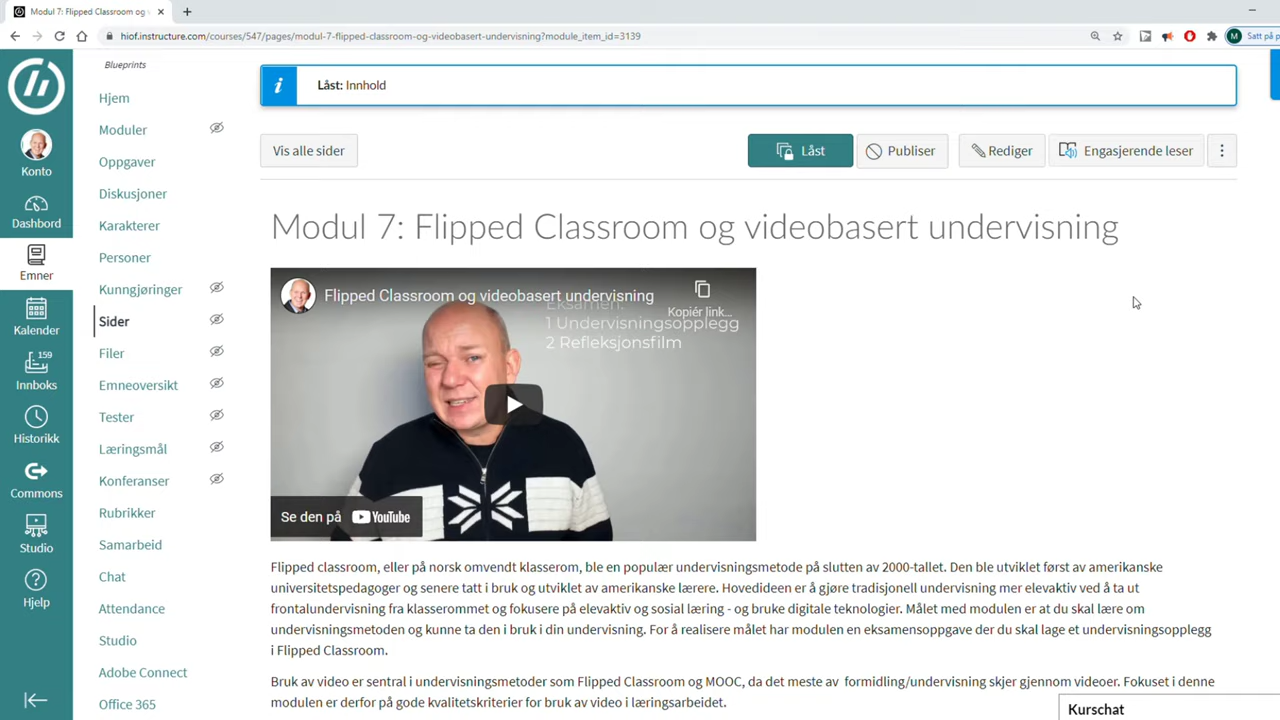 Modul 7: Flipped Classroom og v
hiof.instructure.com/courses/547/pages/modul-7-flipped-classroom-og-videobasert-undervisning?module_item_id=3139
M
Satt på p
Konto
Dashbord
Emner
Kalender
159
Innboks
Historikk
Commons
Studio
Hjelp
Blueprints
Hjem
Moduler
Oppgaver
Diskusjoner
Karakterer
Personer
Kunngjøringer
Sider
Filer
Emneoversikt
Tester
Læringsmål
Konferanser
Rubrikker
Samarbeid
Chat
Attendance
Studio
Adobe Connect
Office 365
i Låst: Innhold
Vis alle sider
Låst
Publiser
Rediger
Engasjerende leser
Modul 7: Flipped Classroom og videobasert undervisning
Flipped Classroom og videobasert undervisning
Kopiér link...
Eksamen:
1 Undervisningsopplegg
2 Refleksjonsfilm
Se den på YouTube
Flipped classroom, eller på norsk omvendt klasserom, ble en populær undervisningsmetode på slutten av 2000-tallet. Den ble utviklet først av amerikanske
universitetspedagoger og senere tatt i bruk og utviklet av amerikanske lærere. Hovedideen er å gjøre tradisjonell undervisning mer elevaktiv ved å ta ut
frontalundervisning fra klasserommet og fokusere på elevaktiv og sosial læring - og bruke digitale teknologier. Målet med modulen er at du skal lære om
undervisningsmetoden og kunne ta den i bruk i din undervisning. For å realisere målet har modulen en eksamensoppgave der du skal lage et undervisningsopplegg
i Flipped Classroom.
Bruk av video er sentral i undervisningsmetoder som Flipped Classroom og MOOC, da det meste av formidling/undervisning skjer gjennom videoer. Fokuset i denne
modulen er derfor på gode kvalitetskriterier for bruk av video i læringsarbeidet.
Kurschat